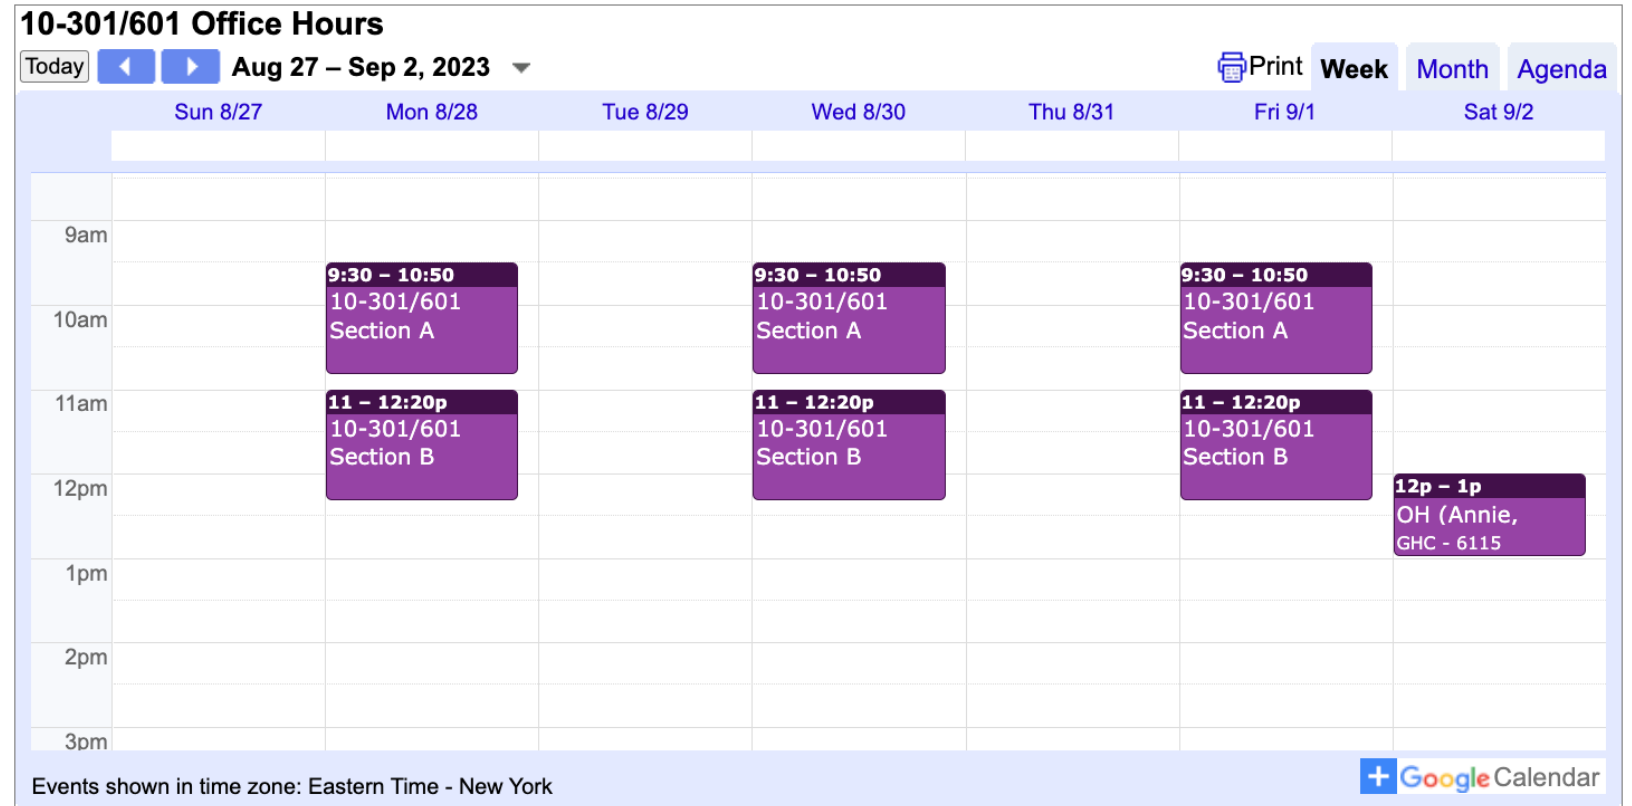 10-301/601 Office Hours
Today Aug 27 – Sep 2, 2023 Print Week Month Agenda
Sun 8/27 Mon 8/28 Tue 8/29 Wed 8/30 Thu 8/31 Fri 9/1 Sat 9/2
9am
9:30 – 10:50 9:30 – 10:50 9:30 – 10:50
10-301/601 10-301/601 10-301/601
10am
Section A Section A Section A
11am
11 – 12:20p 11 – 12:20p 11 – 12:20p
10-301/601 10-301/601 10-301/601
Section B Section B Section B
12pm
12p – 1p
OH (Annie,
GHC - 6115
1pm
2pm
3pm
Events shown in time zone: Eastern Time - New York
+ Google Calendar